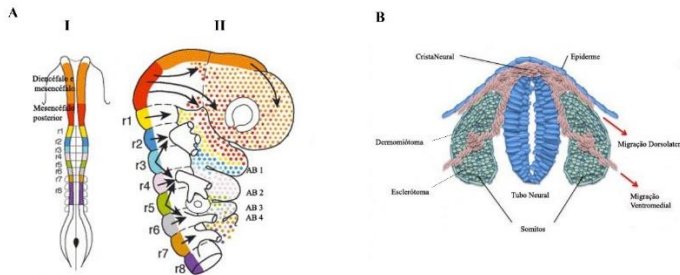 A
I
II
Diencéfalo e
mesencéfalo
Mesencéfalo
posterior
r1
r2
r3
r4
r5
r6
r7
r8
r1
r2
r3
r4
r5
r6
r7
r8
AB 1
AB 2
AB 3
AB 4
B
CristaNeural
Epiderme
Dermomiótoma
Esclerótoma
Tubo Neural
Somitos
Migração Dorsolater
Migração
Ventromedial